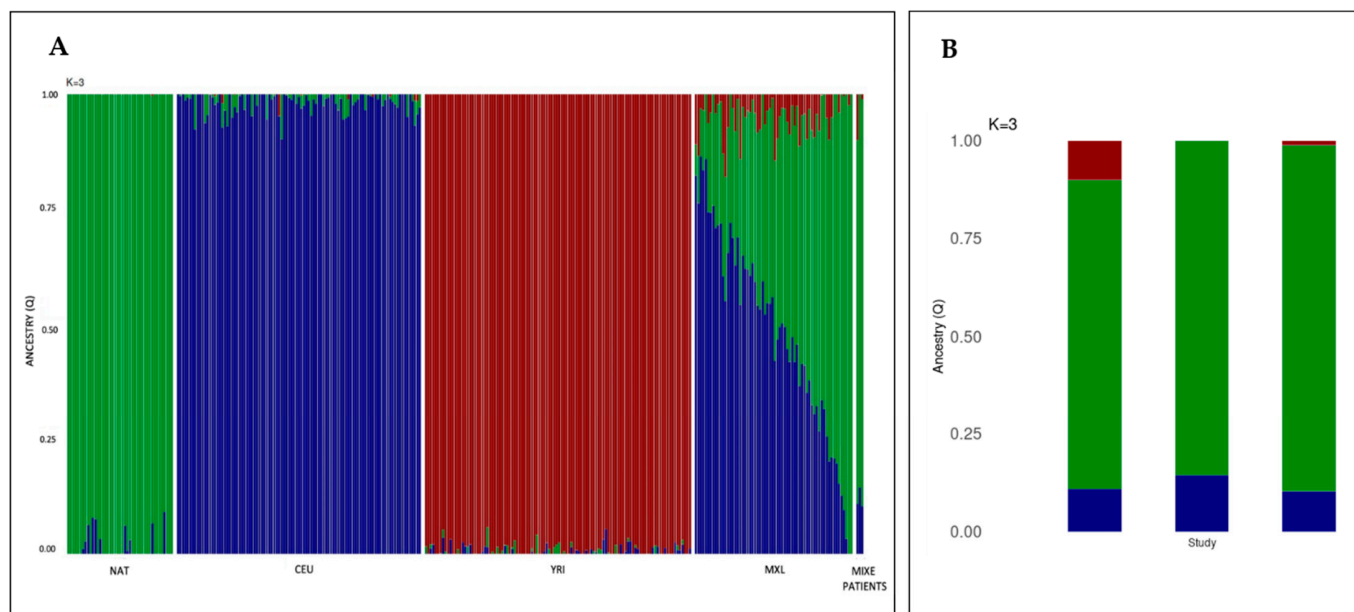 A
K=3
1.00
0.75
0.50
0.25
0.00
ANCESTRY (Q)
NAT
CEU
YRI
MXL
MIXE
PATIENTS
B
K=3
1.00
0.75
0.50
0.25
0.00
Ancestry (Q)
Study